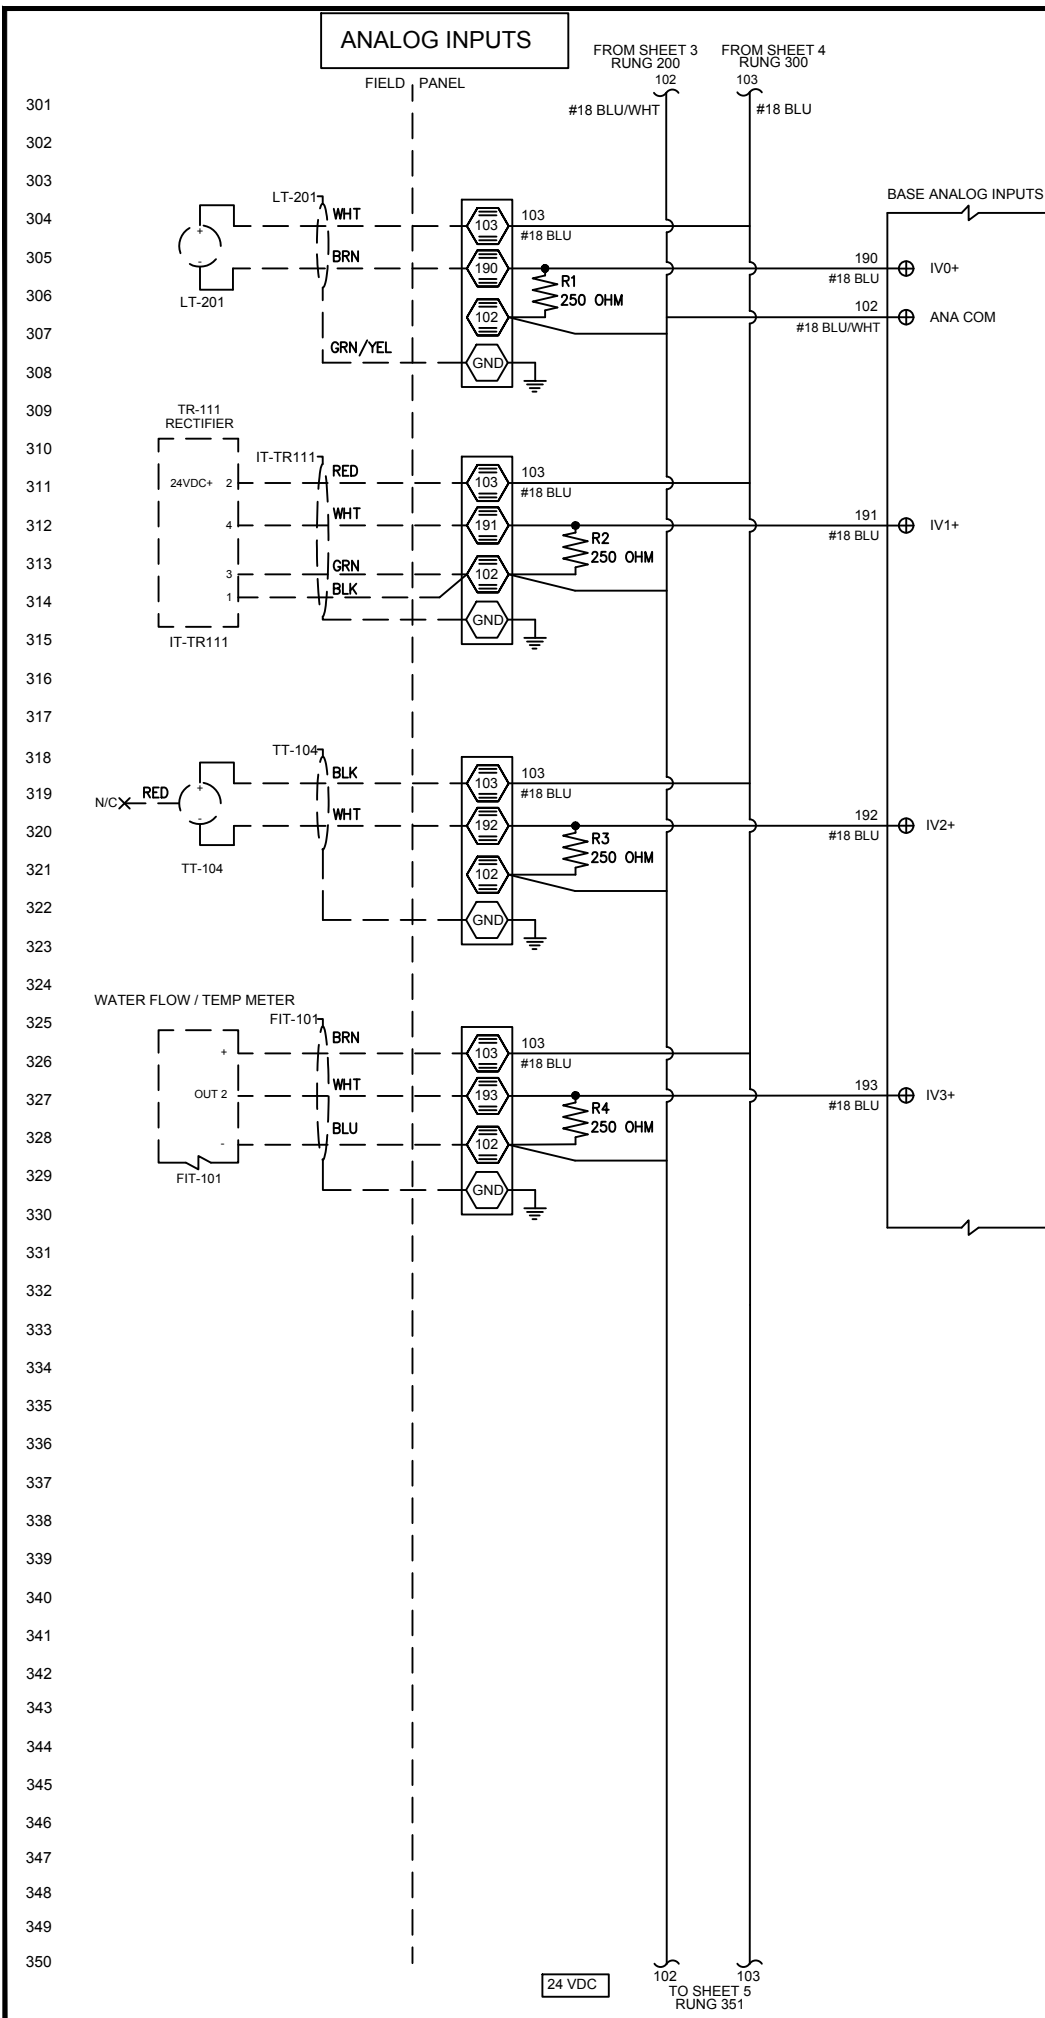 ANALOG INPUTS
FROM SHEET 3
RUNG 200
102
FROM SHEET 4
RUNG 300
103
FIELD
PANEL
#18 BLU/WHT
#18 BLU
301
302
303
BASE ANALOG INPUTS
LT-201
304
WHT
103
103
#18 BLU
305
BRN
190
190
#18 BLU
IV0+
LT-201
306
R1
250 OHM
102
102
#18 BLU/WHT
ANA COM
307
GRN/YEL
GND
308
309
TR-111
RECTIFIER
310
IT-TR111
311
24VDC+
2
RED
103
103
#18 BLU
312
4
WHT
191
191
#18 BLU
IV1+
R2
250 OHM
313
3
GRN
102
314
1
BLK
GND
315
IT-TR111
316
317
318
TT-104
BLK
103
103
#18 BLU
319
N/C
RED
320
WHT
192
192
#18 BLU
IV2+
R3
250 OHM
321
TT-104
102
322
GND
323
324
WATER FLOW / TEMP METER
325
FIT-101
BRN
326
+
103
103
#18 BLU
327
OUT 2
WHT
193
193
#18 BLU
IV3+
R4
250 OHM
328
-
BLU
102
329
FIT-101
GND
330
331
332
333
334
335
336
337
338
339
340
341
342
343
344
345
346
347
348
349
350
24 VDC
102
103
TO SHEET 5
RUNG 351